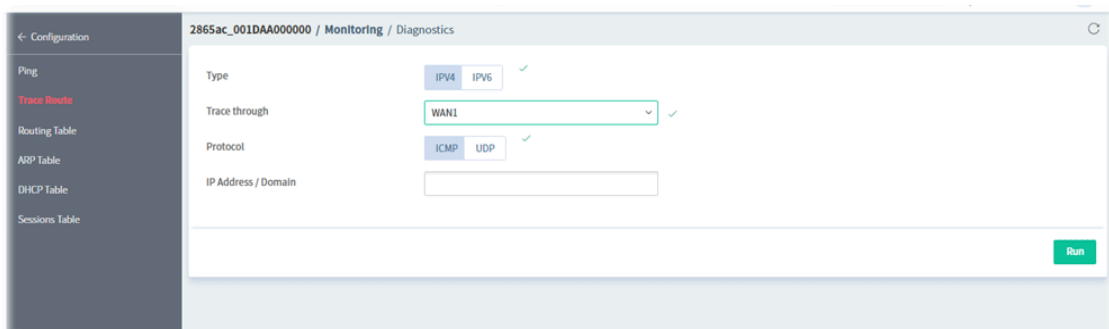 ← Configuration
2865ac_001DAA000000 / Monitoring / Diagnostics
Ping
Trace Route
Routing Table
ARP Table
DHCP Table
Sessions Table
Type
IPV4 IPV6
Trace through
WAN1
Protocol
ICMP UDP
IP Address / Domain
Run